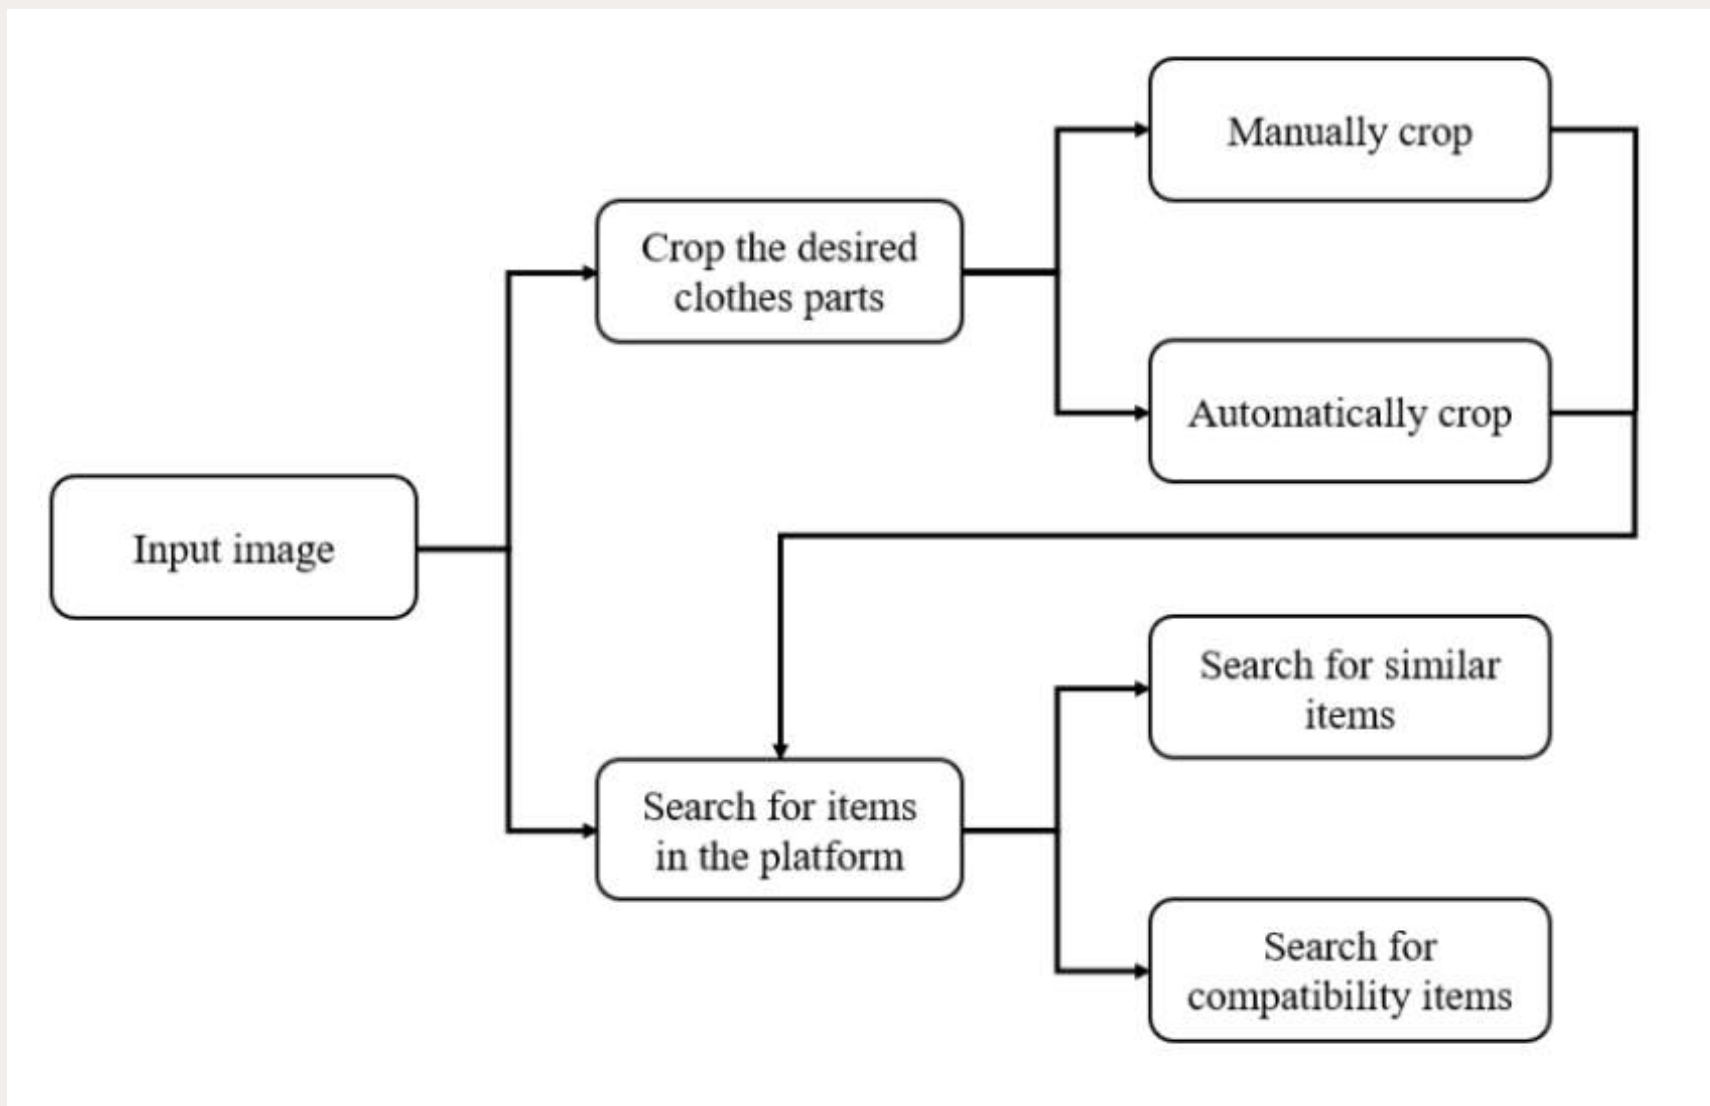 Manually crop
Crop the desired
clothes parts
Automatically crop
Input image
Search for similar
items
Search for items
in the platform
Search for
compatibility items